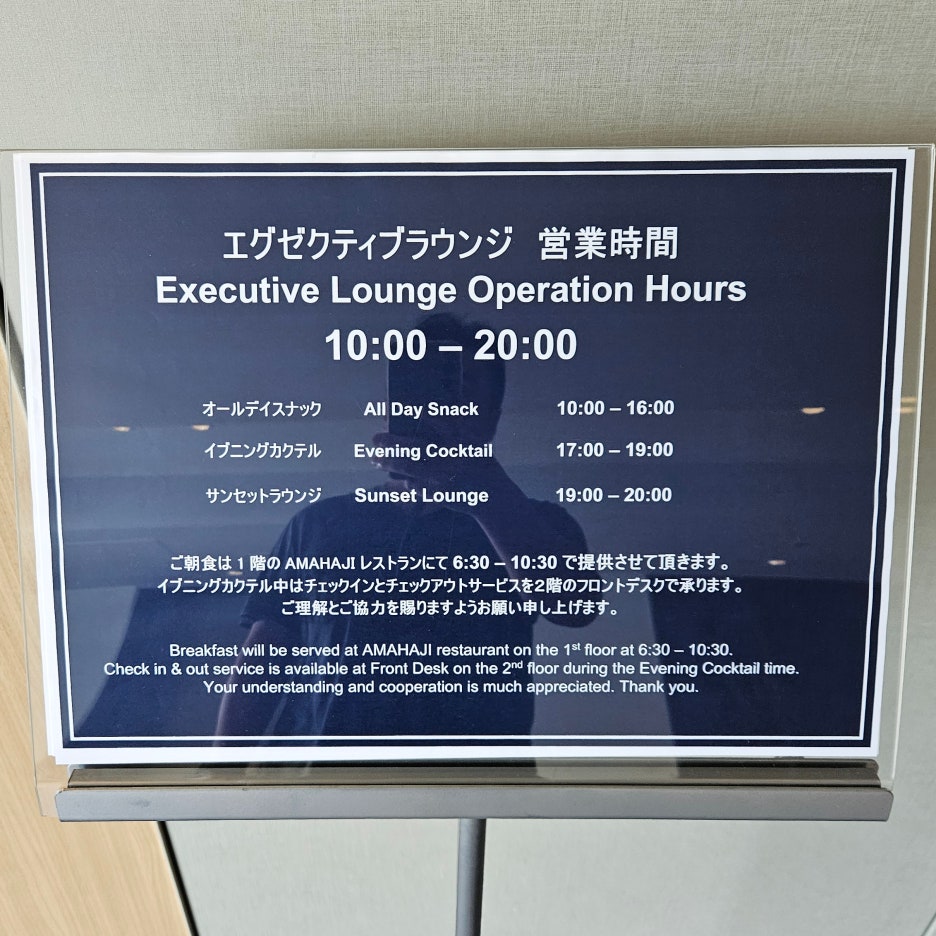 エグゼクティブラウンジ 営業時間
Executive Lounge Operation Hours
10:00 – 20:00
オールデイスナック All Day Snack 10:00 – 16:00
イブニングカクテル Evening Cocktail 17:00 – 19:00
サンセットラウンジ Sunset Lounge 19:00 – 20:00
ご朝食は1階の AMAHAJI レストランにて 6:30 – 10:30 で提供させて頂きます。
イブニングカクテル中はチェックインとチェックアウトサービスを2階のフロントデスクで承ります。
ご理解とご協力を賜りますようお願い申し上げます。
Breakfast will be served at AMAHAJI restaurant on the 1st floor at 6:30 – 10:30.
Check in & out service is available at Front Desk on the 2nd floor during the Evening Cocktail time.
Your understanding and cooperation is much appreciated. Thank you.